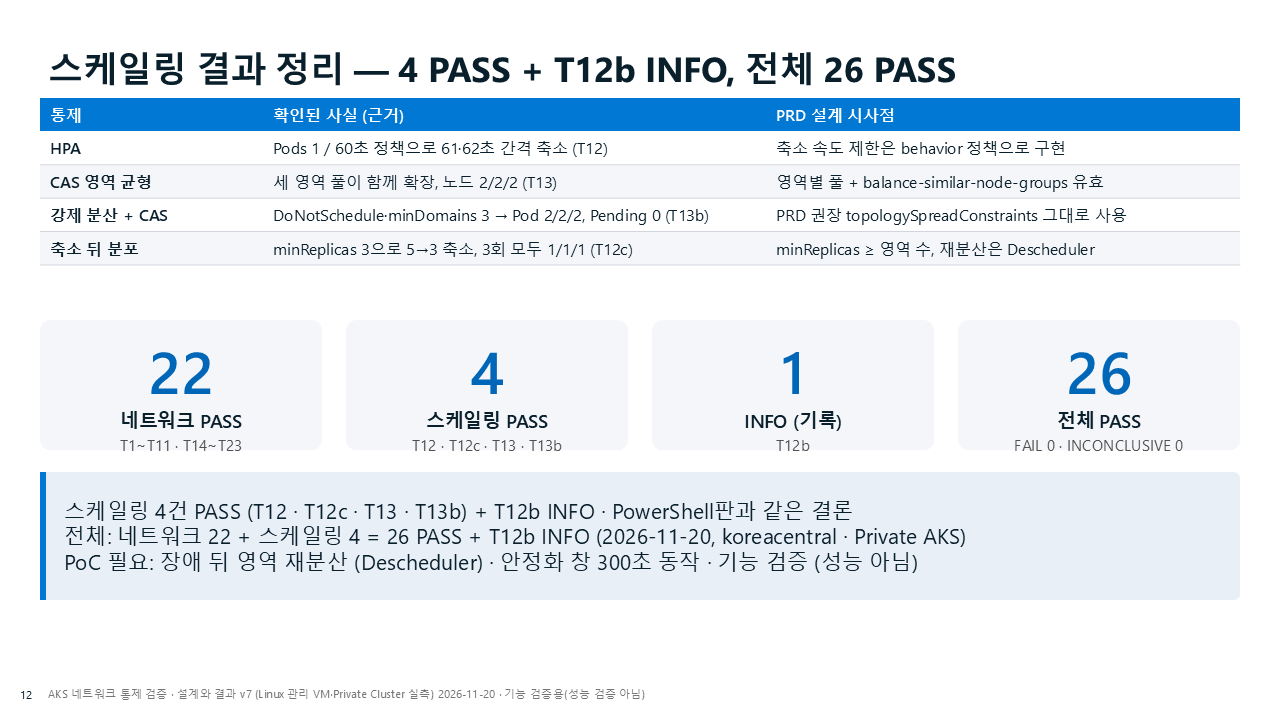 스케일링 결과 정리 — 4 PASS + T12b INFO, 전체 26 PASS
통제 확인된 사실 (근거) PRD 설계 시사점
HPA Pods 1 / 60초 정책으로 61·62초 간격 축소 (T12) 축소 속도 제한은 behavior 정책으로 구현
CAS 영역 균형 세 영역 풀이 함께 확장, 노드 2/2/2 (T13) 영역별 풀 + balance-similar-node-groups 유효
강제 분산 + CAS DoNotSchedule·minDomains 3 → Pod 2/2/2, Pending 0 (T13b) PRD 권장 topologySpreadConstraints 그대로 사용
축소 뒤 분포 minReplicas 3으로 5→3 축소, 3회 모두 1/1/1 (T12c) minReplicas ≥ 영역 수, 재분산은 Descheduler
22
네트워크 PASS
T1~T11 · T14~T23
4
스케일링 PASS
T12 · T12c · T13 · T13b
1
INFO (기록)
T12b
26
전체 PASS
FAIL 0 · INCONCLUSIVE 0
스케일링 4건 PASS (T12 · T12c · T13 · T13b) + T12b INFO · PowerShell판과 같은 결론
전체: 네트워크 22 + 스케일링 4 = 26 PASS + T12b INFO (2026-11-20, koreacentral · Private AKS)
PoC 필요: 장애 뒤 영역 재분산 (Descheduler) · 안정화 창 300초 동작 · 기능 검증 (성능 아님)
12 AKS 네트워크 통제 검증 · 설계와 결과 v7 (Linux 관리 VM·Private Cluster 실측) 2026-11-20 · 기능 검증용(성능 검증 아님)